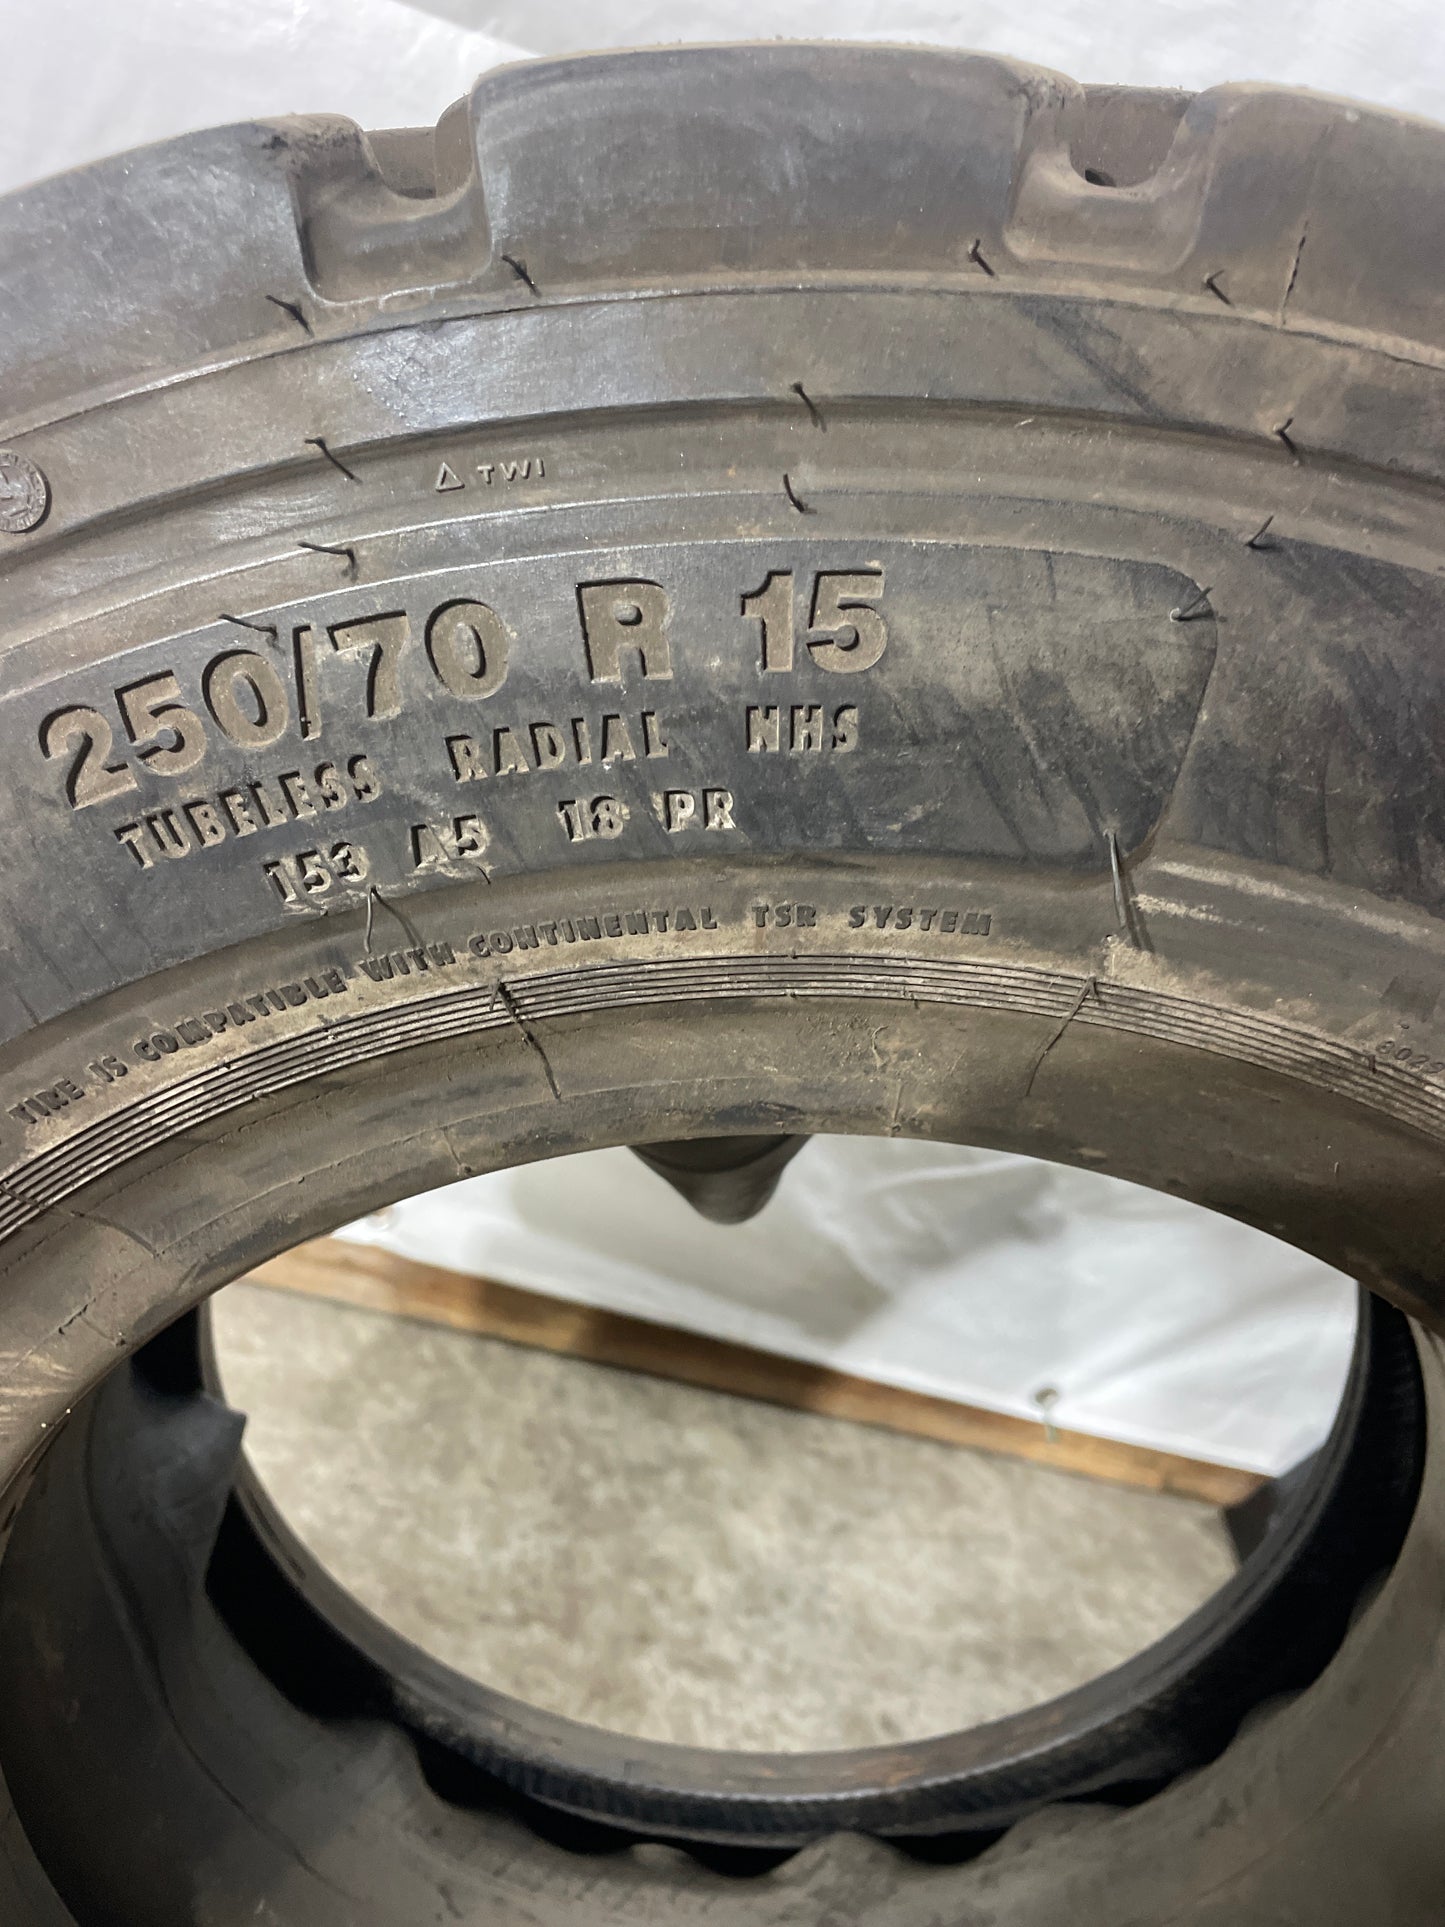 △ TWI
250/70 R 15
TUBELESS RADIAL NHS
153 A5 18 PR
TIRE IS COMPATIBLE WITH CONTINENTAL TSR SYSTEM